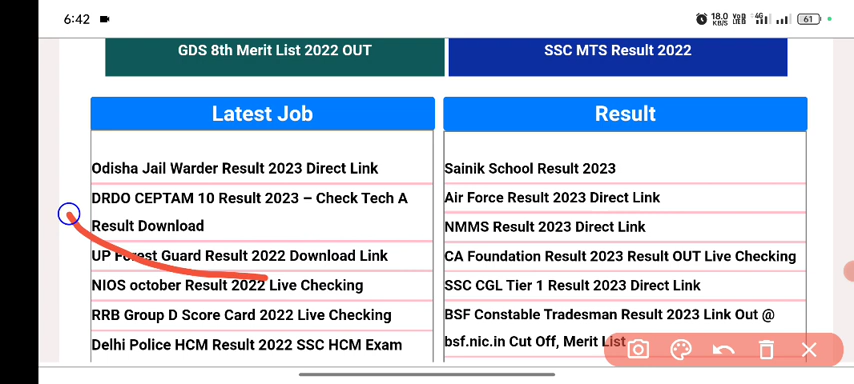 6:42
18.0 KB/S Vo LTE 4G 61
GDS 8th Merit List 2022 OUT
SSC MTS Result 2022
Latest Job
Odisha Jail Warder Result 2023 Direct Link
DRDO CEPTAM 10 Result 2023 – Check Tech A
Result Download
UP Forest Guard Result 2022 Download Link
NIOS october Result 2022 Live Checking
RRB Group D Score Card 2022 Live Checking
Delhi Police HCM Result 2022 SSC HCM Exam
Result
Sainik School Result 2023
Air Force Result 2023 Direct Link
NMMS Result 2023 Direct Link
CA Foundation Result 2023 Result OUT Live Checking
SSC CGL Tier 1 Result 2023 Direct Link
BSF Constable Tradesman Result 2023 Link Out @
bsf.nic.in Cut Off, Merit List